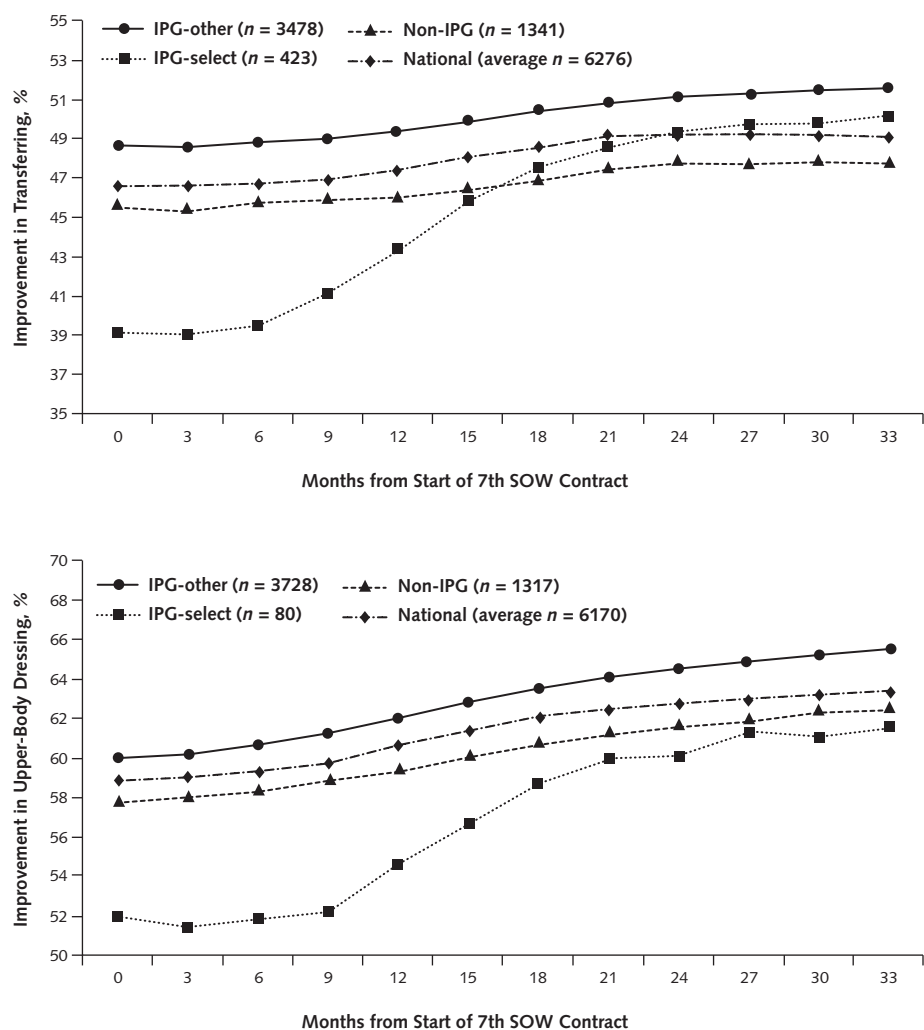 55
IPG-other (n = 3478) Non-IPG (n = 1341)
53
IPG-select (n = 423) National (average n = 6276)
51
49
47
45
43
41
39
37
35
Improvement in Transferring, %
0 3 6 9 12 15 18 21 24 27 30 33
Months from Start of 7th SOW Contract
70
IPG-other (n = 3728) Non-IPG (n = 1317)
68
IPG-select (n = 80) National (average n = 6170)
66
64
62
60
58
56
54
52
50
Improvement in Upper-Body Dressing, %
0 3 6 9 12 15 18 21 24 27 30 33
Months from Start of 7th SOW Contract